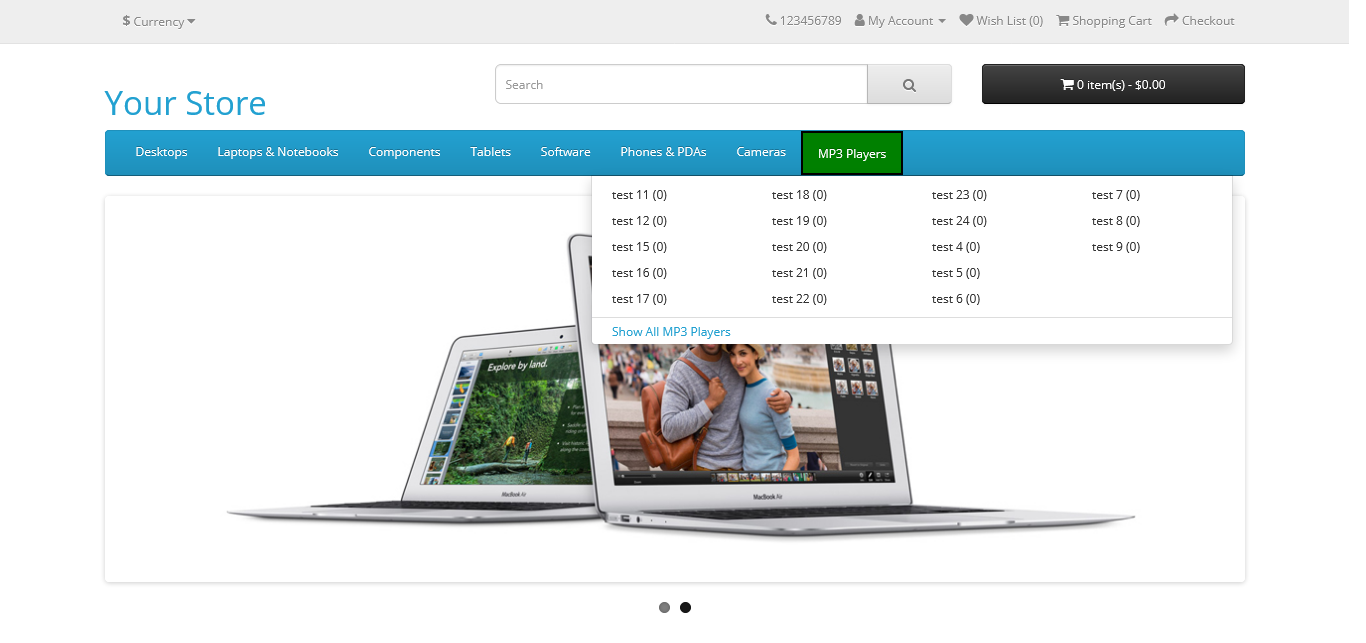 $ Currency
123456789 My Account Wish List (0) Shopping Cart Checkout
Your Store
Search
0 item(s) - $0.00
Desktops Laptops & Notebooks Components Tablets Software Phones & PDAs Cameras MP3 Players
test 11 (0) test 18 (0) test 23 (0) test 7 (0)
test 12 (0) test 19 (0) test 24 (0) test 8 (0)
test 15 (0) test 20 (0) test 4 (0) test 9 (0)
test 16 (0) test 21 (0) test 5 (0)
test 17 (0) test 22 (0) test 6 (0)
Show All MP3 Players
Explore by land.
MacBook Air
MacBook Air